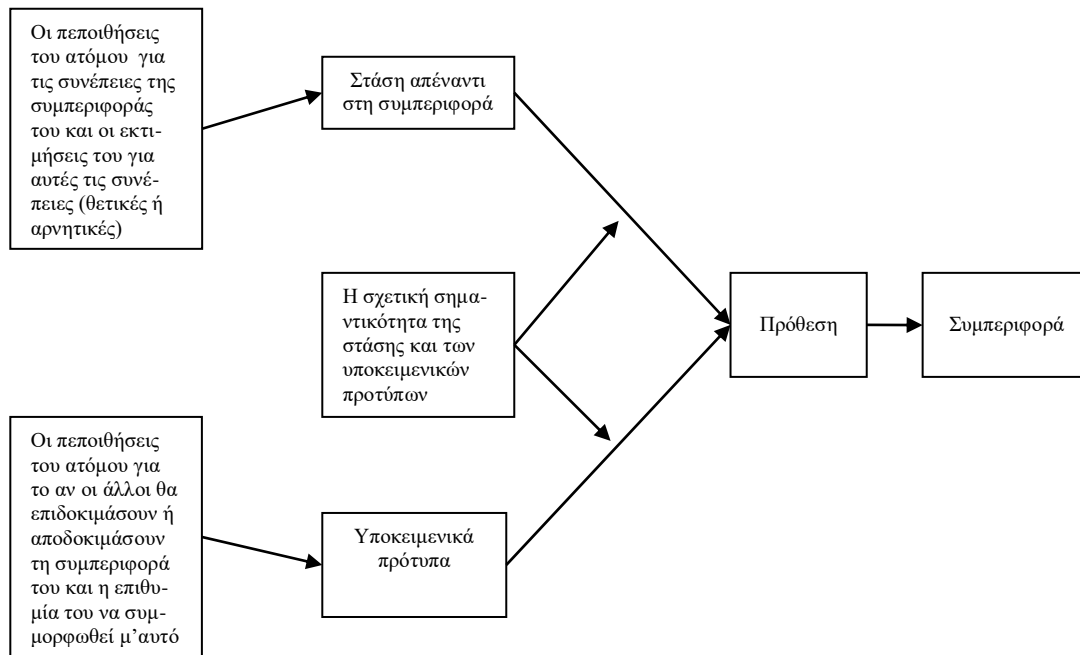 Οι πεποιθήσεις
του ατόμου για
τις συνέπειες της
συμπεριφοράς
του και οι εκτι-
μήσεις του για
αυτές τις συνέ-
πειες (θετικές ή
αρνητικές)
Στάση απέναντι
στη συμπεριφορά
Η σχετική σημα-
ντικότητα της
στάσης και των
υποκειμενικών
προτύπων
Πρόθεση
Συμπεριφορά
Οι πεποιθήσεις
του ατόμου για
το αν οι άλλοι θα
επιδοκιμάσουν ή
αποδοκιμάσουν
τη συμπεριφορά
του και η επιθυ-
μία του να συμ-
μορφωθεί μ’αυτό
Υποκειμενικά
πρότυπα